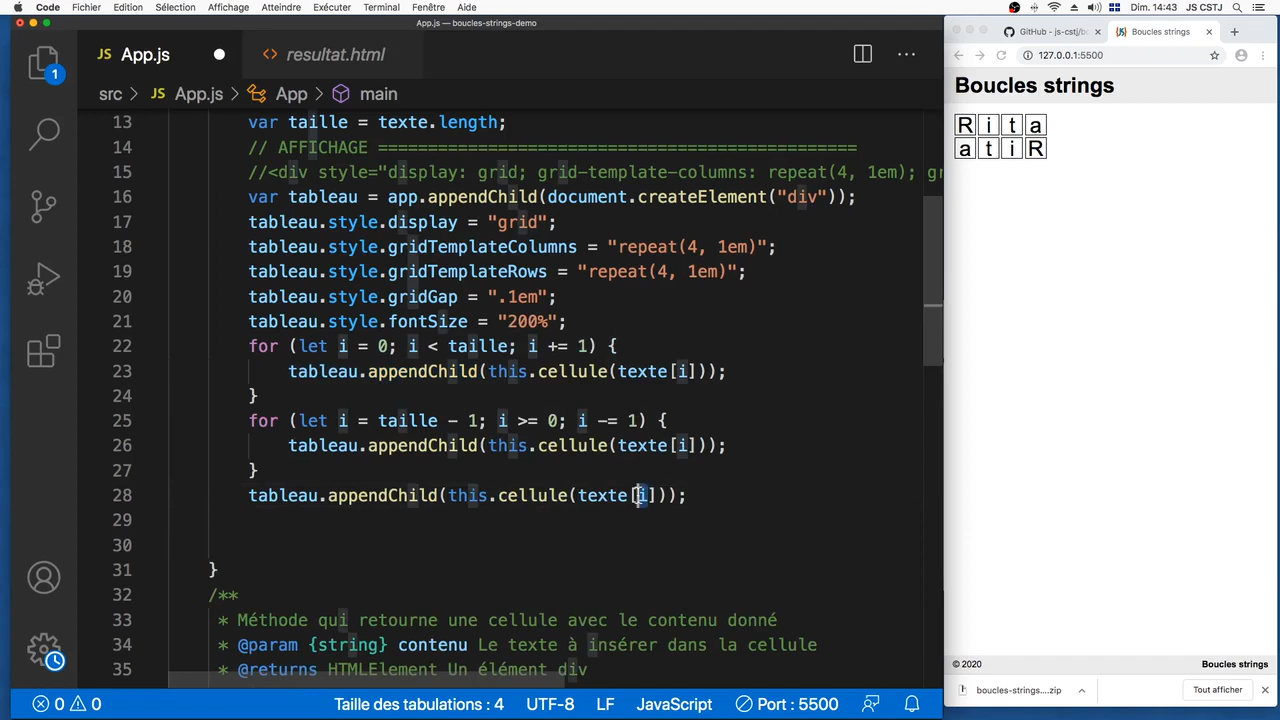 Code Fichier Edition Sélection Affichage Atteindre Exécuter Terminal Fenêtre Aide Dim. 14:43 JS CSTJ
App.js — boucles-strings-demo
JS App.js <> resultat.html
GitHub - js-cstj/bo Boucles strings
127.0.0.1:5500
src > JS App.js > App > main
Boucles strings
R i t a
a t i R
13 var taille = texte.length;
14 // AFFICHAGE ================================================
15 //<div style="display: grid; grid-template-columns: repeat(4, 1em); gr
16 var tableau = app.appendChild(document.createElement("div"));
17 tableau.style.display = "grid";
18 tableau.style.gridTemplateColumns = "repeat(4, 1em)";
19 tableau.style.gridTemplateRows = "repeat(4, 1em)";
20 tableau.style.gridGap = ".1em";
21 tableau.style.fontSize = "200%";
22 for (let i = 0; i < taille; i += 1) {
23 tableau.appendChild(this.cellule(texte[i]));
24 }
25 for (let i = taille - 1; i >= 0; i -= 1) {
26 tableau.appendChild(this.cellule(texte[i]));
27 }
28 tableau.appendChild(this.cellule(texte[i]));
29
30
31 }
32 /**
33 * Méthode qui retourne une cellule avec le contenu donné
34 * @param {string} contenu Le texte à insérer dans la cellule
35 * @returns HTMLElement Un élément div
1
© 2020 Boucles strings
boucles-strings....zip Tout afficher
0 0 Taille des tabulations : 4 UTF-8 LF JavaScript Port : 5500